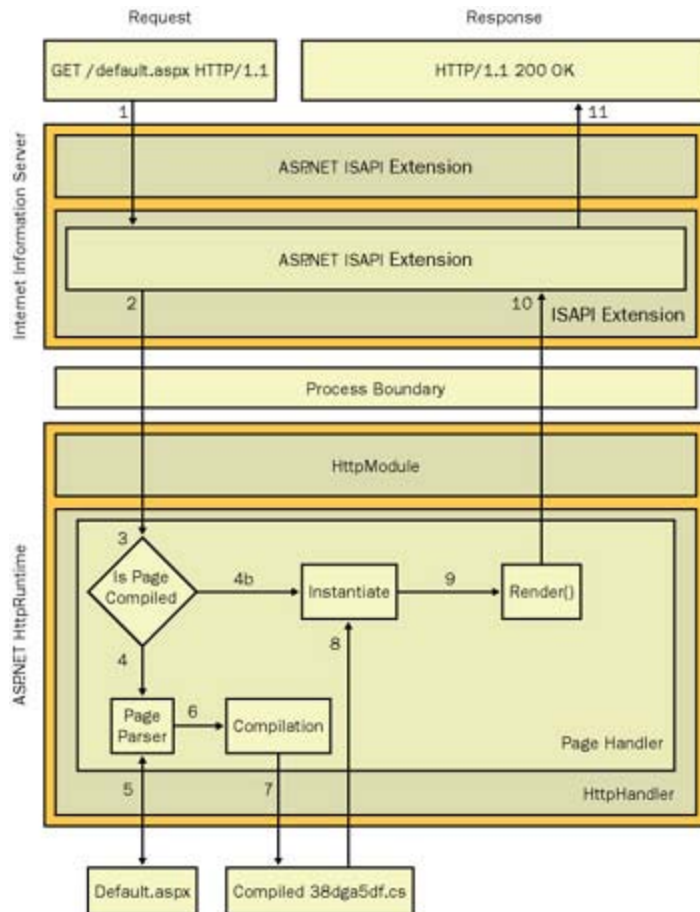 Request
Response
GET /default.aspx HTTP/1.1
HTTP/1.1 200 OK
1
11
Internet Information Server
ASP.NET ISAPI Extension
ASP.NET ISAPI Extension
2
10
ISAPI Extension
Process Boundary
ASP.NET HttpRuntime
HttpModule
3
Is Page
Compiled
4b
Instantiate
9
Render()
4
8
Page
Parser
6
Compilation
Page Handler
5
7
HttpHandler
Default.aspx
Compiled 38dga5df.cs